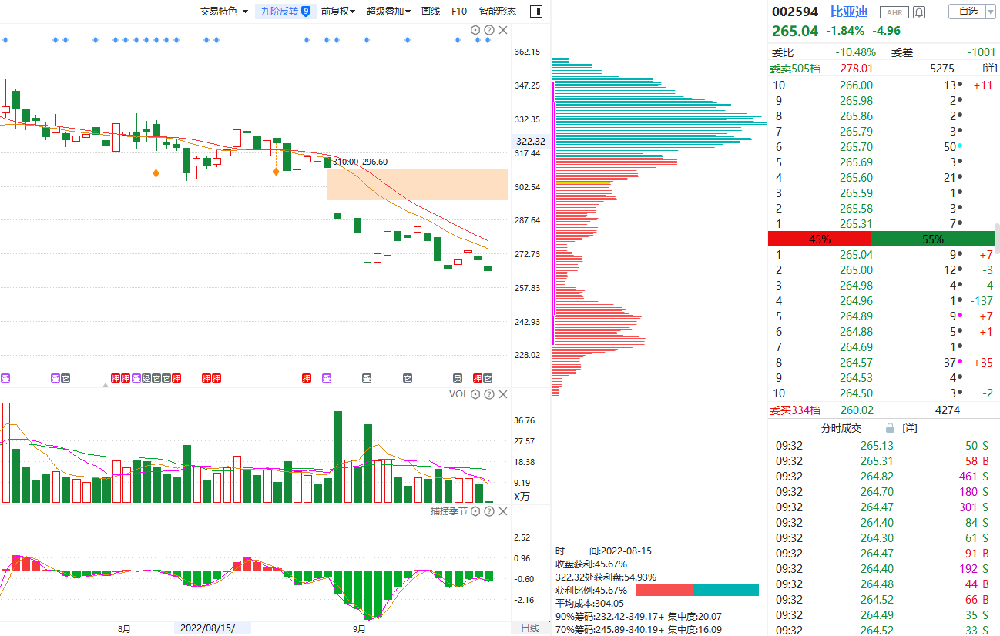 交易特色 九阶反转 9 前复权 超级叠加 画线 F10 智能形态
362.15
347.25
332.35
322.32
317.44
302.54
287.64
272.73
257.83
242.93
228.02
310.00-296.60
叠 叠 它 押 押 叠 经 它 它 押 押 押 押 叠 叠 它 员 押 它
VOL
36.76
27.57
18.38
9.19
X万
捕捞季节
2.52
0.96
-0.60
-2.16
8月 2022/08/15/一 9月 日线
时 间:2022-08-15
收盘获利:45.67%
322.32处获利盘:54.93%
获利比例:45.67%
平均成本:304.05
90%筹码:232.42-349.17+ 集中度:20.07
70%筹码:245.89-340.19+ 集中度:16.09
002594 比亚迪 AHR -自选
265.04 -1.84% -4.96
委比 -10.48% 委差 -1001
委卖505档 278.01 5275 [详]
10 266.00 13 +11
9 265.98 2
8 265.86 2
7 265.79 3
6 265.70 50
5 265.69 3
4 265.60 21
3 265.59 1
2 265.58 3
1 265.31 7
45% 55%
1 265.04 9 +7
2 265.00 12 -3
3 264.98 4 -4
4 264.96 1 -137
5 264.89 9 +7
6 264.88 5 +1
7 264.69 1
8 264.57 37 +35
9 264.53 4
10 264.50 3 -2
委买334档 260.02 4274
分时成交 [详]
09:32 265.13 50 S
09:32 265.31 58 B
09:32 264.82 461 S
09:32 264.70 180 S
09:32 264.47 301 S
09:32 264.40 84 S
09:32 264.30 61 S
09:32 264.47 91 B
09:32 264.40 192 S
09:32 264.48 44 B
09:32 264.52 66 B
09:32 264.49 35 S
09:32 264.52 33 S